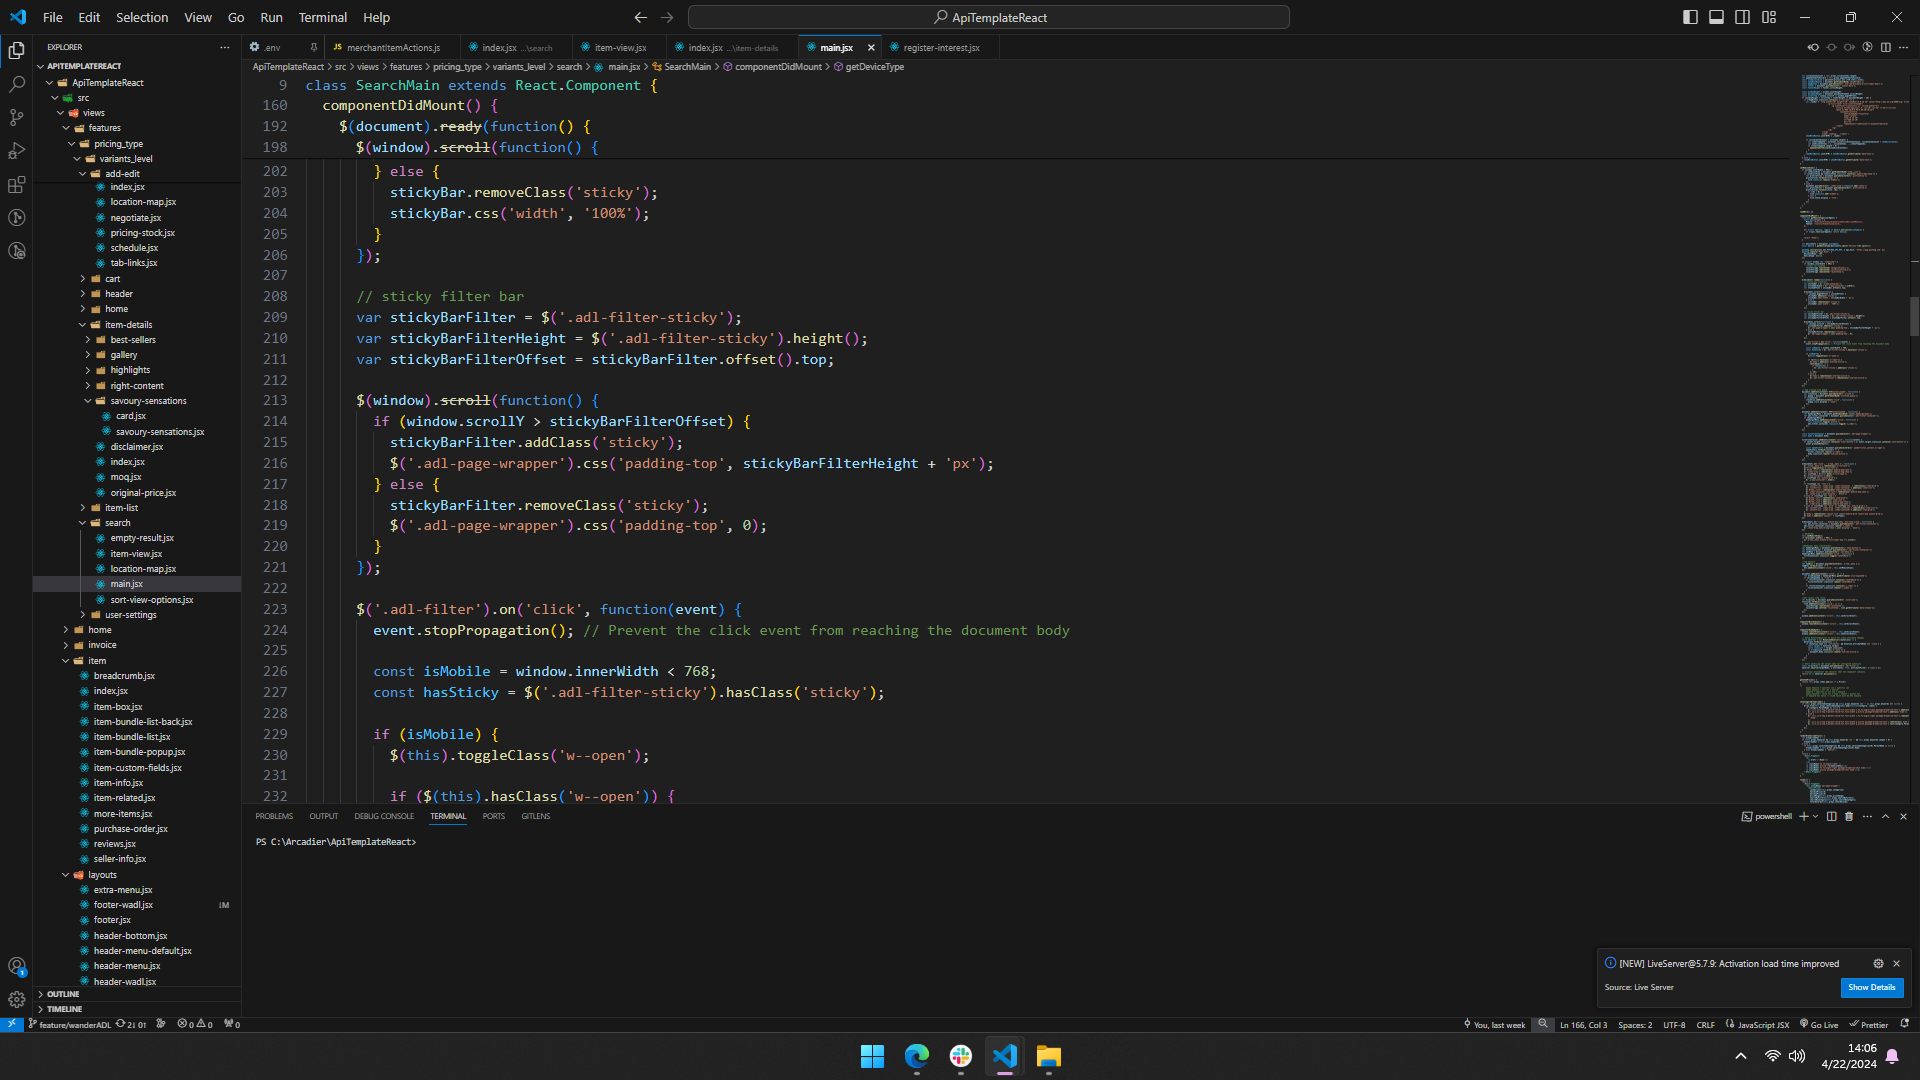 File Edit Selection View Go Run Terminal Help
ApiTemplateReact
EXPLORER
.env
merchantItemActions.js
index.jsx ...\search
item-view.jsx
index.jsx ...\item-details
main.jsx
register-interest.jsx
ApiTemplateReact > src > views > features > pricing_type > variants_level > search > main.jsx > SearchMain > componentDidMount > getDeviceType
APITEMPLATEREACT
ApiTemplateReact
src
views
features
pricing_type
variants_level
add-edit
index.jsx
location-map.jsx
negotiate.jsx
pricing-stock.jsx
schedule.jsx
tab-links.jsx
cart
header
home
item-details
best-sellers
gallery
highlights
right-content
savoury-sensations
card.jsx
savoury-sensations.jsx
disclaimer.jsx
index.jsx
moq.jsx
original-price.jsx
item-list
search
empty-result.jsx
item-view.jsx
location-map.jsx
main.jsx
sort-view-options.jsx
user-settings
home
invoice
item
breadcrumb.jsx
index.jsx
item-box.jsx
item-bundle-list-back.jsx
item-bundle-list.jsx
item-bundle-popup.jsx
item-custom-fields.jsx
item-info.jsx
item-related.jsx
more-items.jsx
purchase-order.jsx
reviews.jsx
seller-info.jsx
layouts
extra-menu.jsx
footer-wadl.jsx ↓M
footer.jsx
header-bottom.jsx
header-menu-default.jsx
header-menu.jsx
header-wadl.jsx
OUTLINE
TIMELINE
9 class SearchMain extends React.Component {
160 componentDidMount() {
192 $(document).ready(function() {
198 $(window).scroll(function() {
202 } else {
203 stickyBar.removeClass('sticky');
204 stickyBar.css('width', '100%');
205 }
206 });
207
208 // sticky filter bar
209 var stickyBarFilter = $('.adl-filter-sticky');
210 var stickyBarFilterHeight = $('.adl-filter-sticky').height();
211 var stickyBarFilterOffset = stickyBarFilter.offset().top;
212
213 $(window).scroll(function() {
214 if (window.scrollY > stickyBarFilterOffset) {
215 stickyBarFilter.addClass('sticky');
216 $('.adl-page-wrapper').css('padding-top', stickyBarFilterHeight + 'px');
217 } else {
218 stickyBarFilter.removeClass('sticky');
219 $('.adl-page-wrapper').css('padding-top', 0);
220 }
221 });
222
223 $('.adl-filter').on('click', function(event) {
224 event.stopPropagation(); // Prevent the click event from reaching the document body
225
226 const isMobile = window.innerWidth < 768;
227 const hasSticky = $('.adl-filter-sticky').hasClass('sticky');
228
229 if (isMobile) {
230 $(this).toggleClass('w--open');
231
232 if ($(this).hasClass('w--open')) {
PROBLEMS OUTPUT DEBUG CONSOLE TERMINAL PORTS GITLENS
powershell
PS C:\Arcadier\ApiTemplateReact>
[NEW] LiveServer@5.7.9: Activation load time improved
Source: Live Server
Show Details
feature/wanderADL 2↓ 0↑ 0 0 0
You, last week
Ln 166, Col 3
Spaces: 2
UTF-8
CRLF
JavaScript JSX
Go Live
Prettier
14:06
4/22/2024